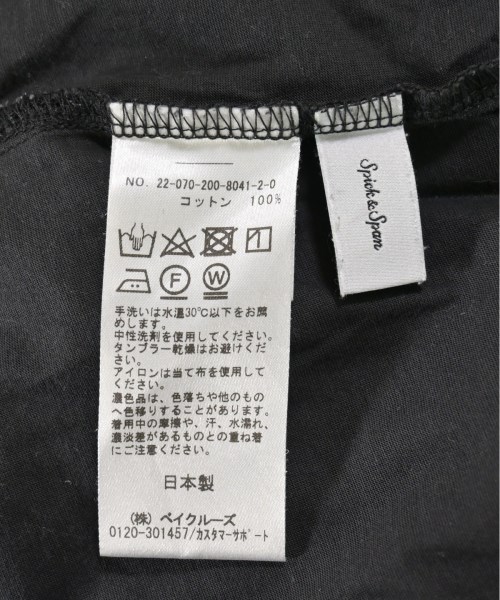 NO. 22-070-200-8041-2-0
コットン 100%
F W
手洗いは水温30℃以下をお勧
めします。
中性洗剤を使用してください。
タンブラー乾燥はお避けくださ
い。
アイロンは当て布を使用してく
ださい。
濃色品は、色落ちや他のもの
へ色移りすることがあります。
着用中の摩擦や、汗、水濡れ、
濃淡差があるものとの重ね着
にご注意ください。
日本製
(株) ベイクルーズ
0120-301457/カスタマーサポート
Spick & Span